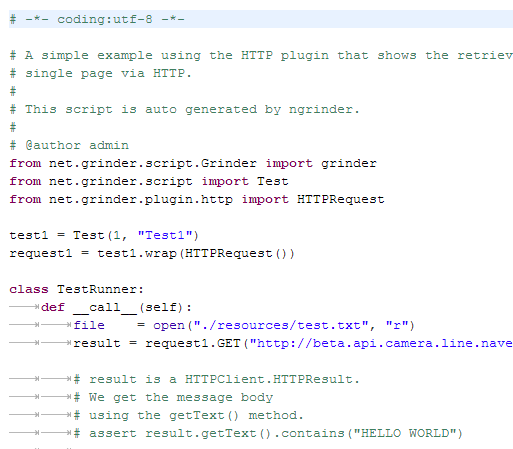 # -*- coding:utf-8 -*-
# A simple example using the HTTP plugin that shows the retriev
# single page via HTTP.
#
# This script is auto generated by ngrinder.
#
# @author admin
from net.grinder.script.Grinder import grinder
from net.grinder.script import Test
from net.grinder.plugin.http import HTTPRequest
test1 = Test(1, "Test1")
request1 = test1.wrap(HTTPRequest())
class TestRunner:
def __call__(self):
file    = open("./resources/test.txt", "r")
result = request1.GET("http://beta.api.camera.line.nave
# result is a HTTPClient.HTTPResult.
# We get the message body
# using the getText() method.
# assert result.getText().contains("HELLO WORLD")